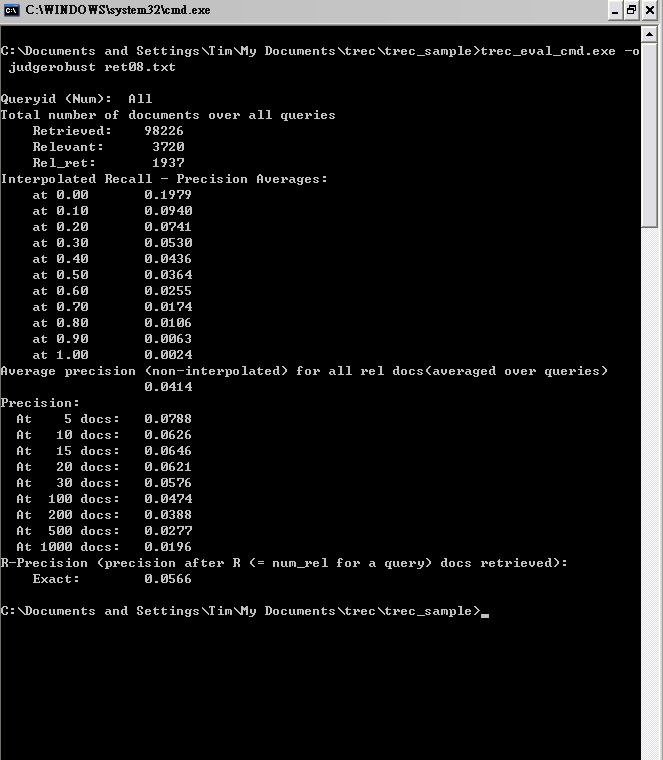 C:\WINDOWS\system32\cmd.exe
C:\Documents and Settings\Tim\My Documents\trec\trec_sample>trec_eval_cmd.exe -o
 judgerobust ret08.txt
Queryid (Num):  All
Total number of documents over all queries
    Retrieved:    98226
    Relevant:      3720
    Rel_ret:       1937
Interpolated Recall - Precision Averages:
    at 0.00       0.1979
    at 0.10       0.0940
    at 0.20       0.0741
    at 0.30       0.0530
    at 0.40       0.0436
    at 0.50       0.0364
    at 0.60       0.0255
    at 0.70       0.0174
    at 0.80       0.0106
    at 0.90       0.0063
    at 1.00       0.0024
Average precision (non-interpolated) for all rel docs(averaged over queries)
                  0.0414
Precision:
  At    5 docs:   0.0788
  At   10 docs:   0.0626
  At   15 docs:   0.0646
  At   20 docs:   0.0621
  At   30 docs:   0.0576
  At  100 docs:   0.0474
  At  200 docs:   0.0388
  At  500 docs:   0.0277
  At 1000 docs:   0.0196
R-Precision (precision after R (= num_rel for a query) docs retrieved):
    Exact:        0.0566
C:\Documents and Settings\Tim\My Documents\trec\trec_sample>_